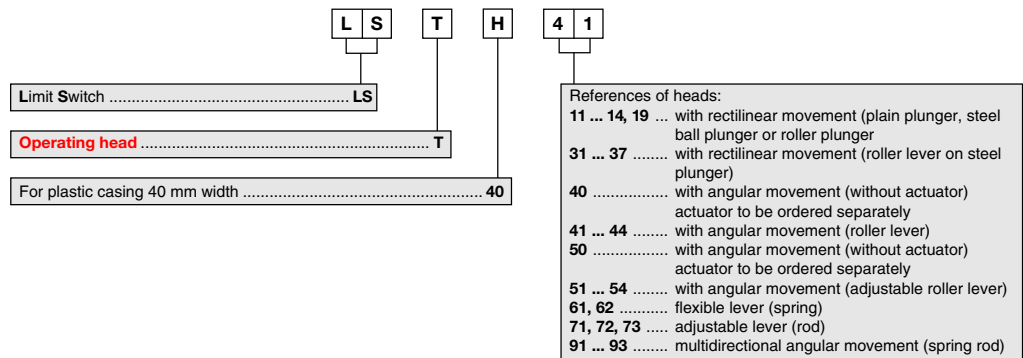 L S T H 4 1
Limit Switch ...................................................... LS
Operating head ................................................................ T
For plastic casing 40 mm width ..................................................... 40
References of heads:
11 ... 14, 19 ... with rectilinear movement (plain plunger, steel
ball plunger or roller plunger
31 ... 37 ........ with rectilinear movement (roller lever on steel
plunger)
40 ................. with angular movement (without actuator)
actuator to be ordered separately
41 ... 44 ........ with angular movement (roller lever)
50 ................. with angular movement (without actuator)
actuator to be ordered separately
51 ... 54 ........ with angular movement (adjustable roller lever)
61, 62 ........... flexible lever (spring)
71, 72, 73 ..... adjustable lever (rod)
91 ... 93 ........ multidirectional angular movement (spring rod)